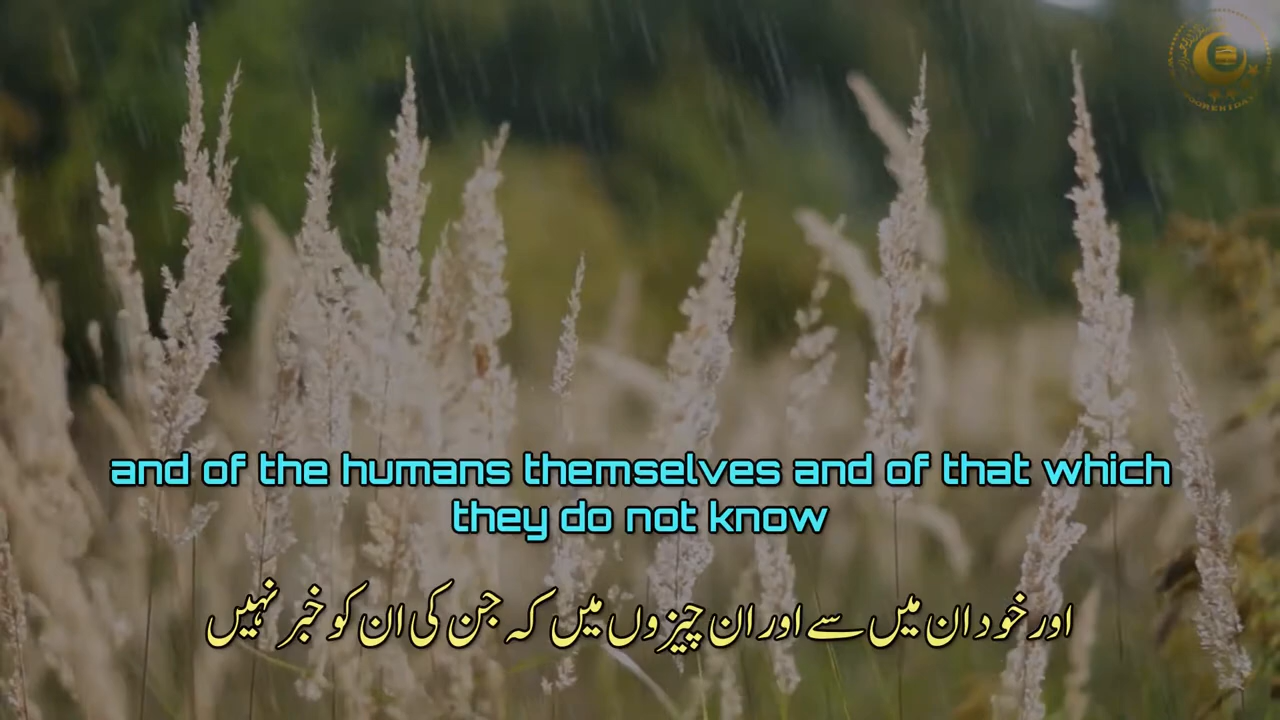 and of the humans themselves and of that which
they do not know
اور خود ان میں سے اور ان چیزوں میں کہ جن کی ان کو خبر نہیں